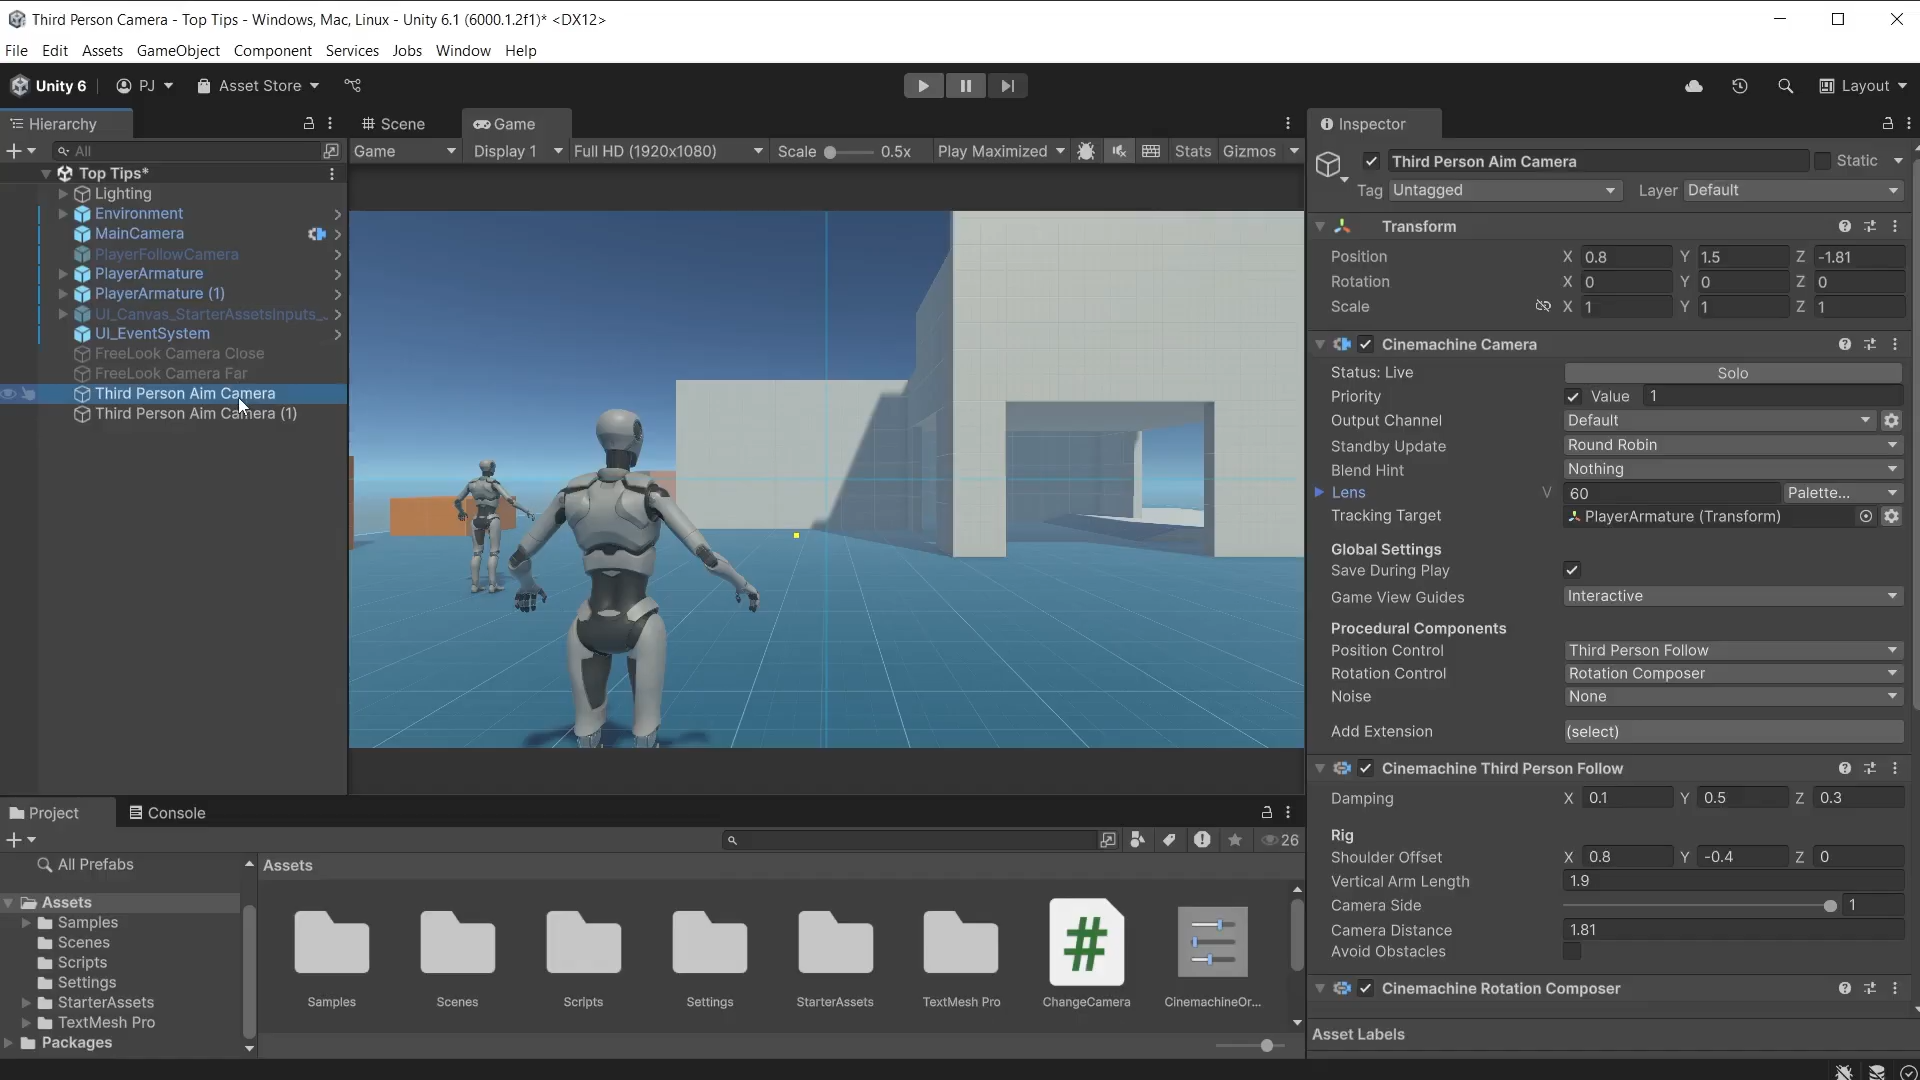 Third Person Camera - Top Tips - Windows, Mac, Linux - Unity 6.1 (6000.1.2f1)* <DX12>
File Edit Assets GameObject Component Services Jobs Window Help
Unity 6 PJ Asset Store Layout
Hierarchy
All
Top Tips*
Lighting
Environment
MainCamera
PlayerFollowCamera
PlayerArmature
PlayerArmature (1)
UI_Canvas_StarterAssetsInputs_..
UI_EventSystem
FreeLook Camera Close
FreeLook Camera Far
Third Person Aim Camera
Third Person Aim Camera (1)
Scene Game
Game Display 1 Full HD (1920x1080) Scale 0.5x Play Maximized Stats Gizmos
Inspector
Third Person Aim Camera Static
Tag Untagged Layer Default
Transform
Position X 0.8 Y 1.5 Z -1.81
Rotation X 0 Y 0 Z 0
Scale X 1 Y 1 Z 1
Cinemachine Camera
Status: Live Solo
Priority Value 1
Output Channel Default
Standby Update Round Robin
Blend Hint Nothing
Lens V 60 Palette...
Tracking Target PlayerArmature (Transform)
Global Settings
Save During Play
Game View Guides Interactive
Procedural Components
Position Control Third Person Follow
Rotation Control Rotation Composer
Noise None
Add Extension (select)
Cinemachine Third Person Follow
Damping X 0.1 Y 0.5 Z 0.3
Rig
Shoulder Offset X 0.8 Y -0.4 Z 0
Vertical Arm Length 1.9
Camera Side 1
Camera Distance 1.81
Avoid Obstacles
Cinemachine Rotation Composer
Asset Labels
Project Console
26
All Prefabs
Assets
Samples
Scenes
Scripts
Settings
StarterAssets
TextMesh Pro
Packages
Assets
Samples Scenes Scripts Settings StarterAssets TextMesh Pro ChangeCamera CinemachineOr...